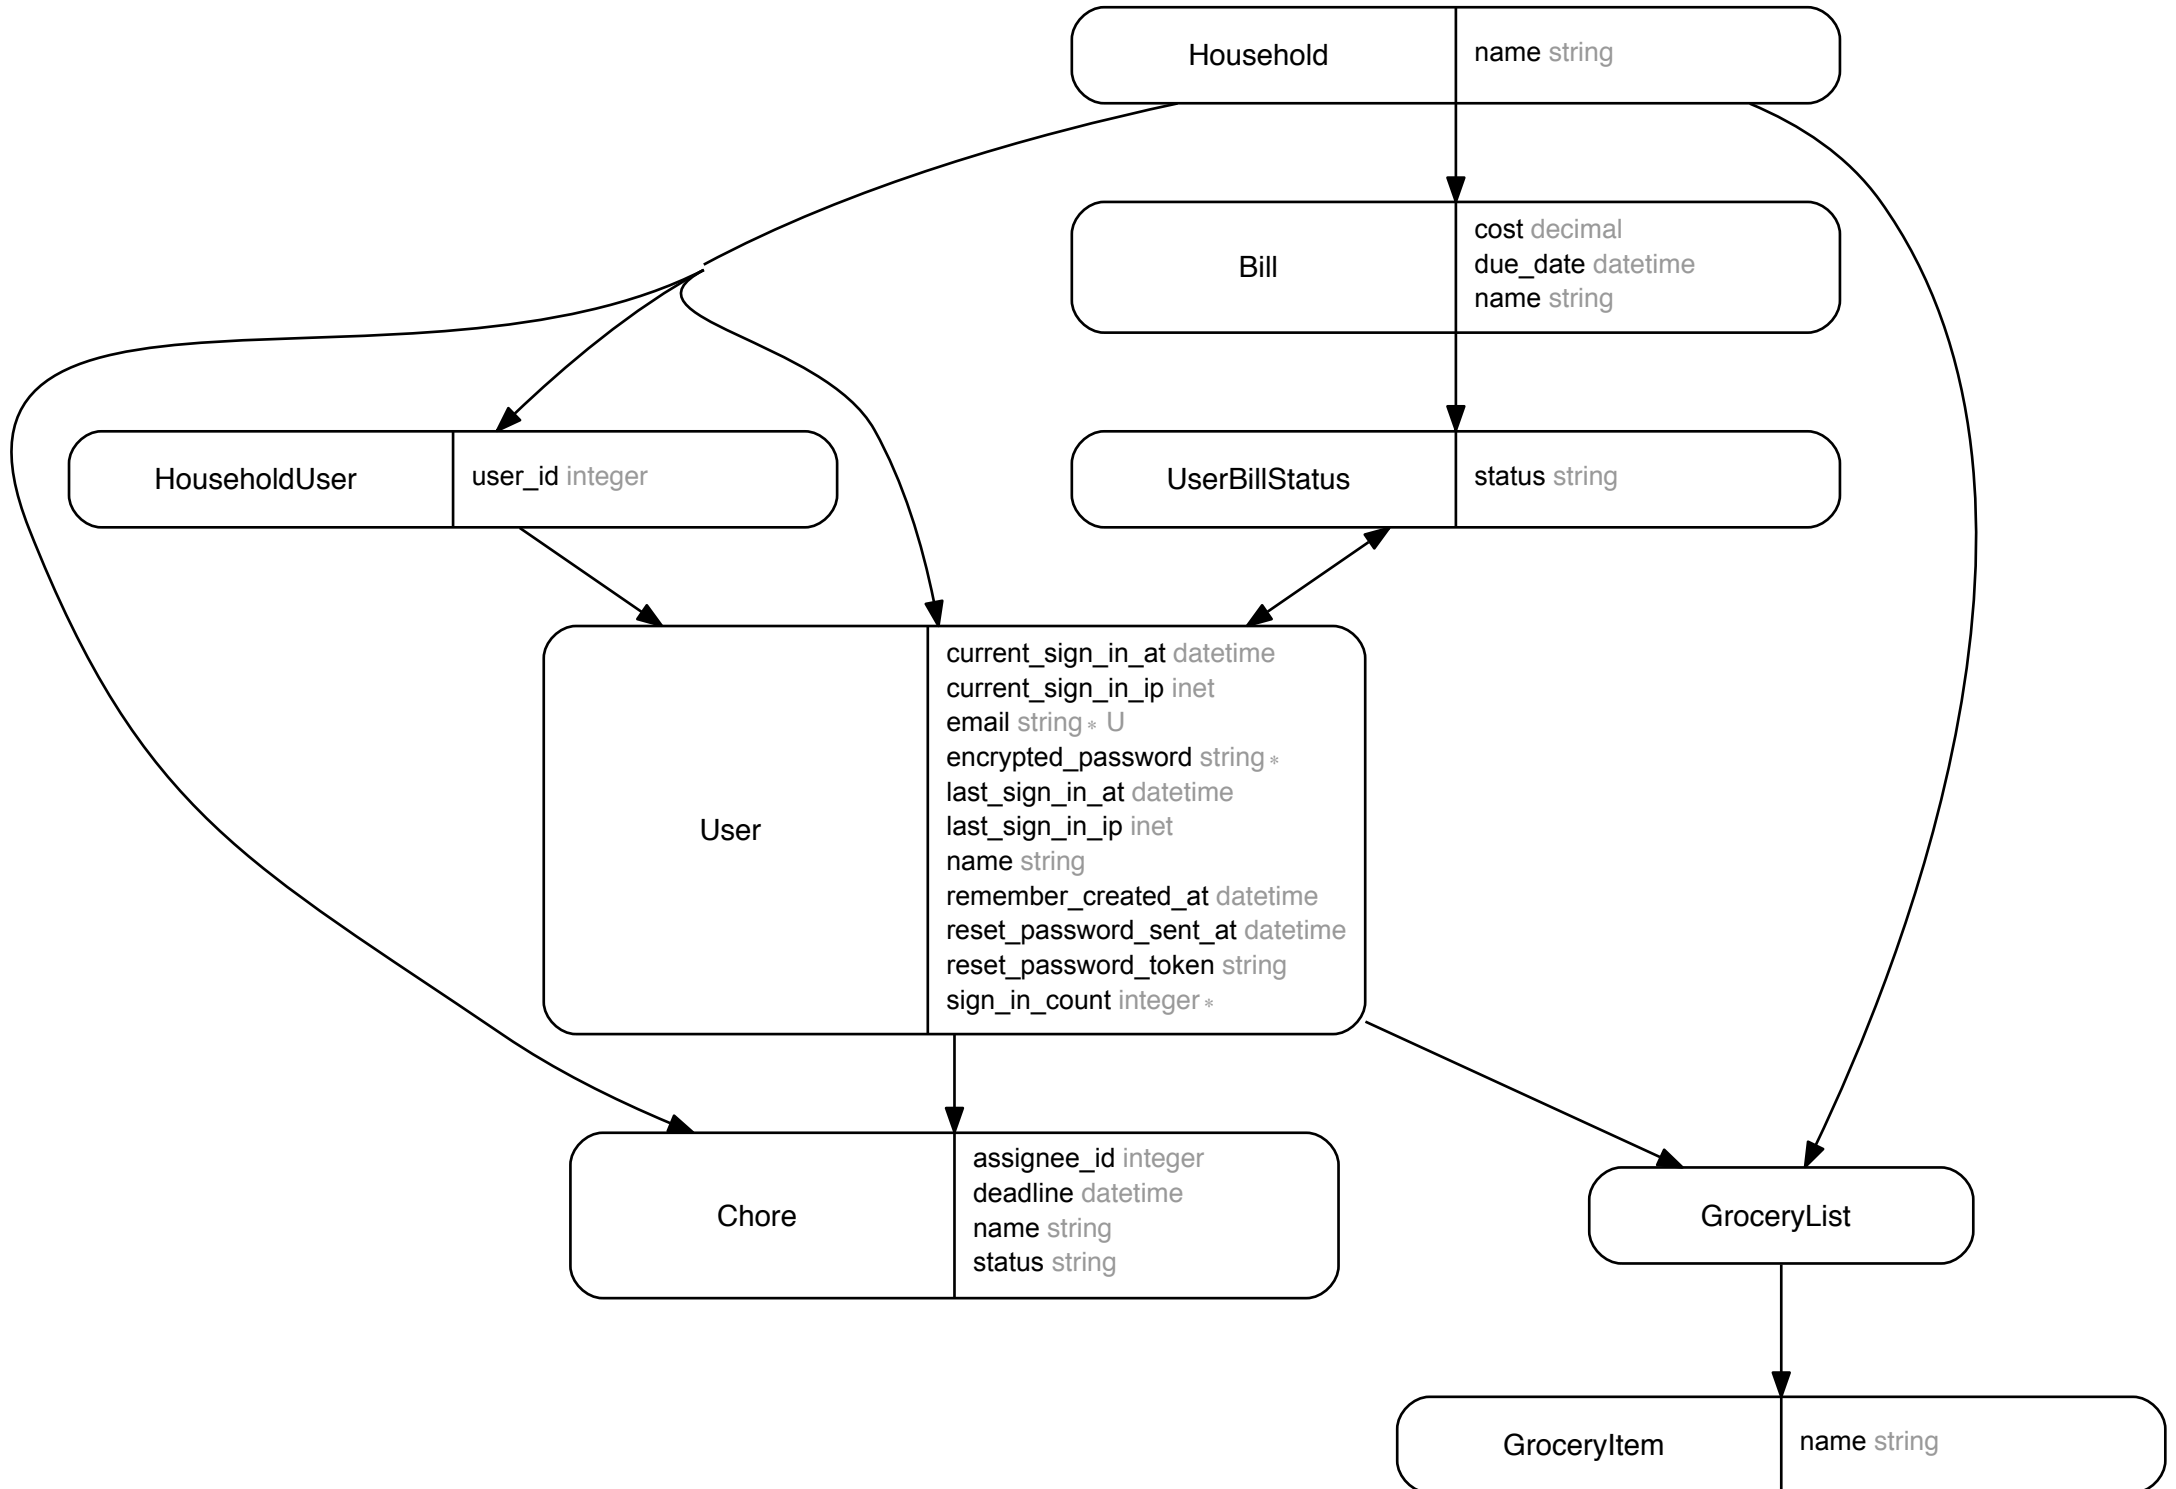 Household
name string
Bill
cost decimal
due_date datetime
name string
HouseholdUser
user_id integer
UserBillStatus
status string
User
current_sign_in_at datetime
current_sign_in_ip inet
email string* U
encrypted_password string*
last_sign_in_at datetime
last_sign_in_ip inet
name string
remember_created_at datetime
reset_password_sent_at datetime
reset_password_token string
sign_in_count integer*
Chore
assignee_id integer
deadline datetime
name string
status string
GroceryList
GroceryItem
name string